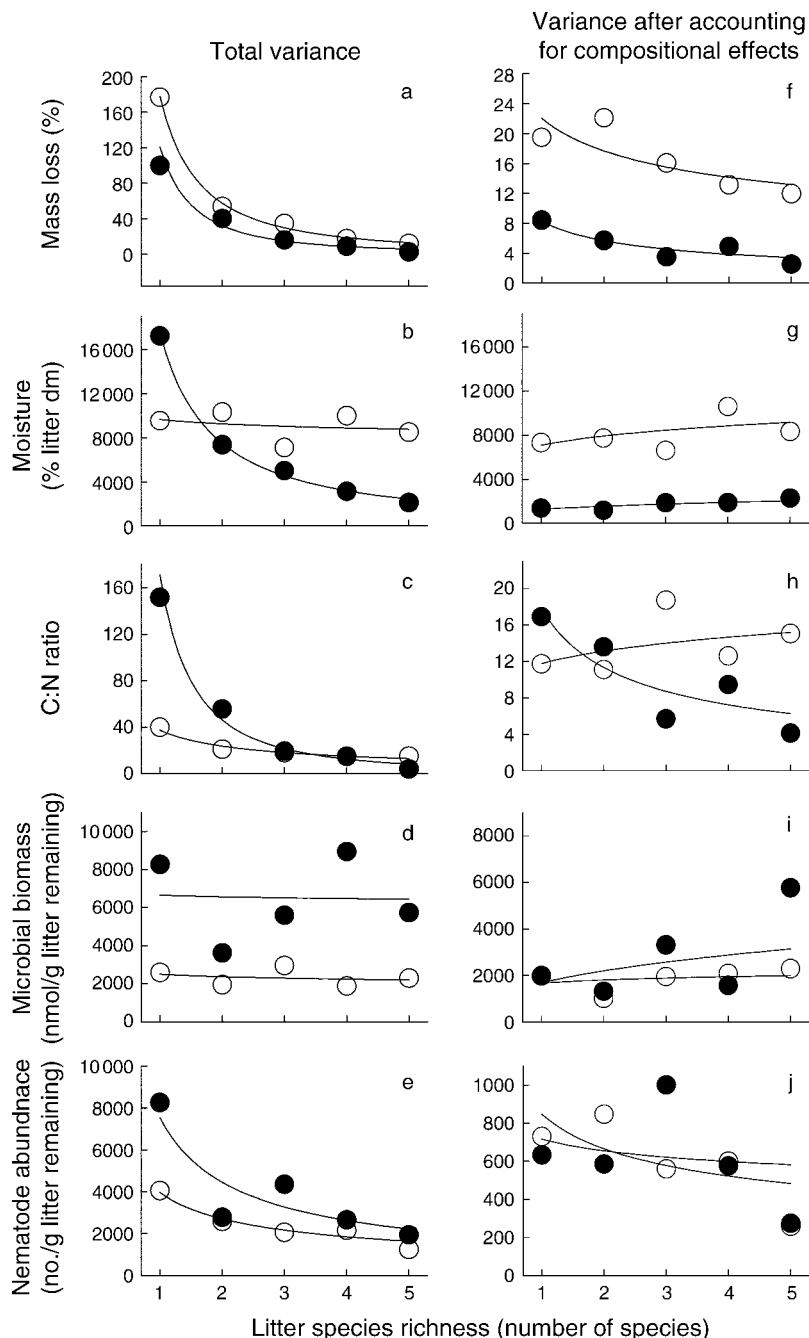 Total variance
Variance after accounting
for compositional effects
Mass loss (%)
200
160
120
80
40
0
a
28
24
20
16
12
8
4
0
f
Moisture
(% litter dm)
16 000
12 000
8000
4000
0
b
16 000
12 000
8000
4000
0
g
C:N ratio
160
120
80
40
0
c
20
16
12
8
4
0
h
Microbial biomass
(nmol/g litter remaining)
10 000
8000
6000
4000
2000
0
d
8000
6000
4000
2000
0
i
Nematode abundnace
(no./g litter remaining)
10 000
8000
6000
4000
2000
0
e
1000
800
600
400
200
0
j
1 2 3 4 5
1 2 3 4 5
Litter species richness (number of species)